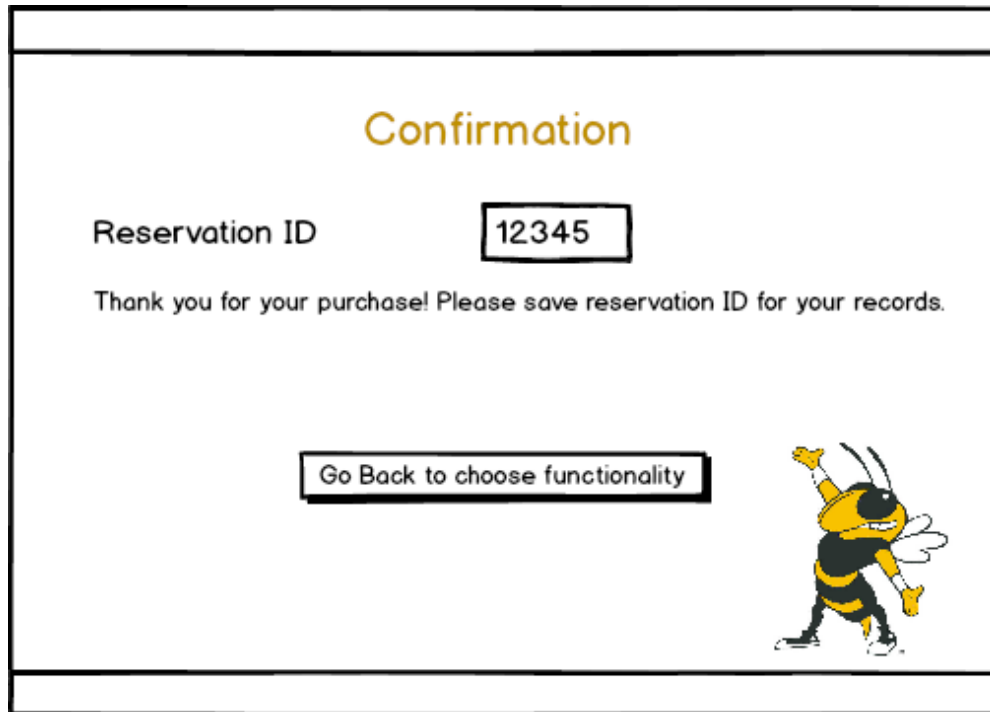 Confirmation
Reservation ID 12345
Thank you for your purchase! Please save reservation ID for your records.
Go Back to choose functionality